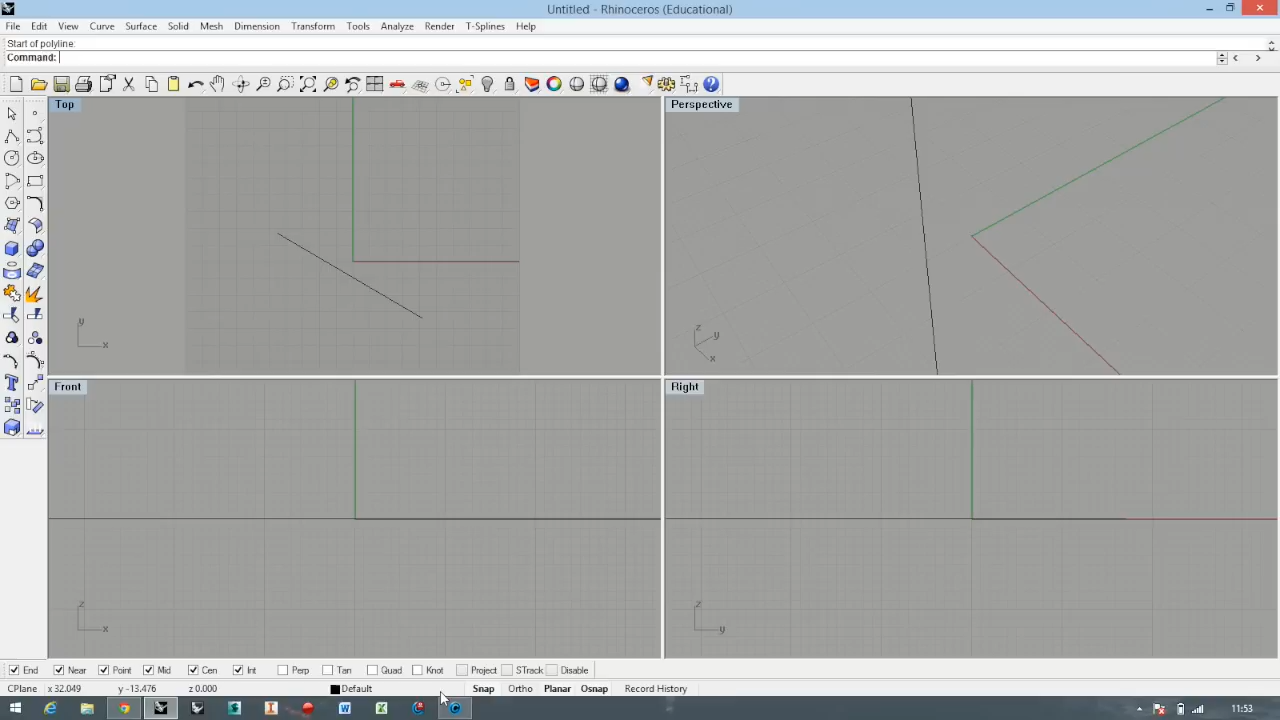 Untitled - Rhinoceros (Educational)
File Edit View Curve Surface Solid Mesh Dimension Transform Tools Analyze Render T-Splines Help
Start of polyline:
Command:
Top
Perspective
y
x
z
y
x
Front
Right
z
x
z
y
End Near Point Mid Cen Int Perp Tan Quad Knot Project STrack Disable
CPlane x 32.049 y -13.476 z 0.000 Default Snap Ortho Planar Osnap Record History
11:53